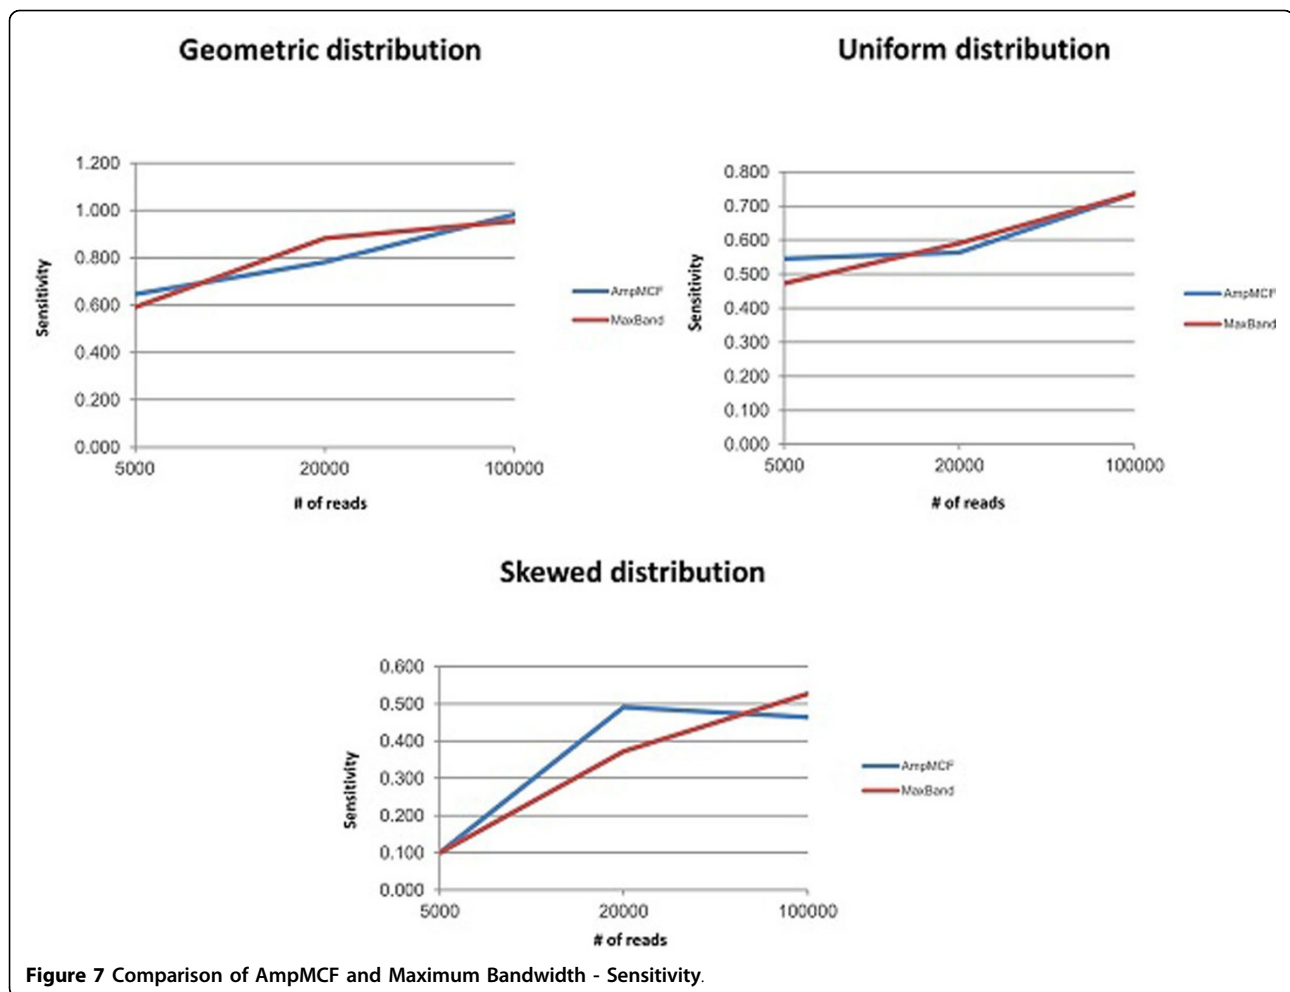 Geometric distribution
1.200
1.000
0.800
0.600
0.400
0.200
0.000
Sensitivity
5000 20000 100000
# of reads
AmpMCF
MaxBand
Uniform distribution
0.800
0.700
0.600
0.500
0.400
0.300
0.200
0.100
0.000
Sensitivity
5000 20000 100000
# of reads
AmpMCF
MaxBand
Skewed distribution
0.600
0.500
0.400
0.300
0.200
0.100
0.000
Sensitivity
5000 20000 100000
# of reads
AmpMCF
MaxBand
Figure 7 Comparison of AmpMCF and Maximum Bandwidth - Sensitivity.